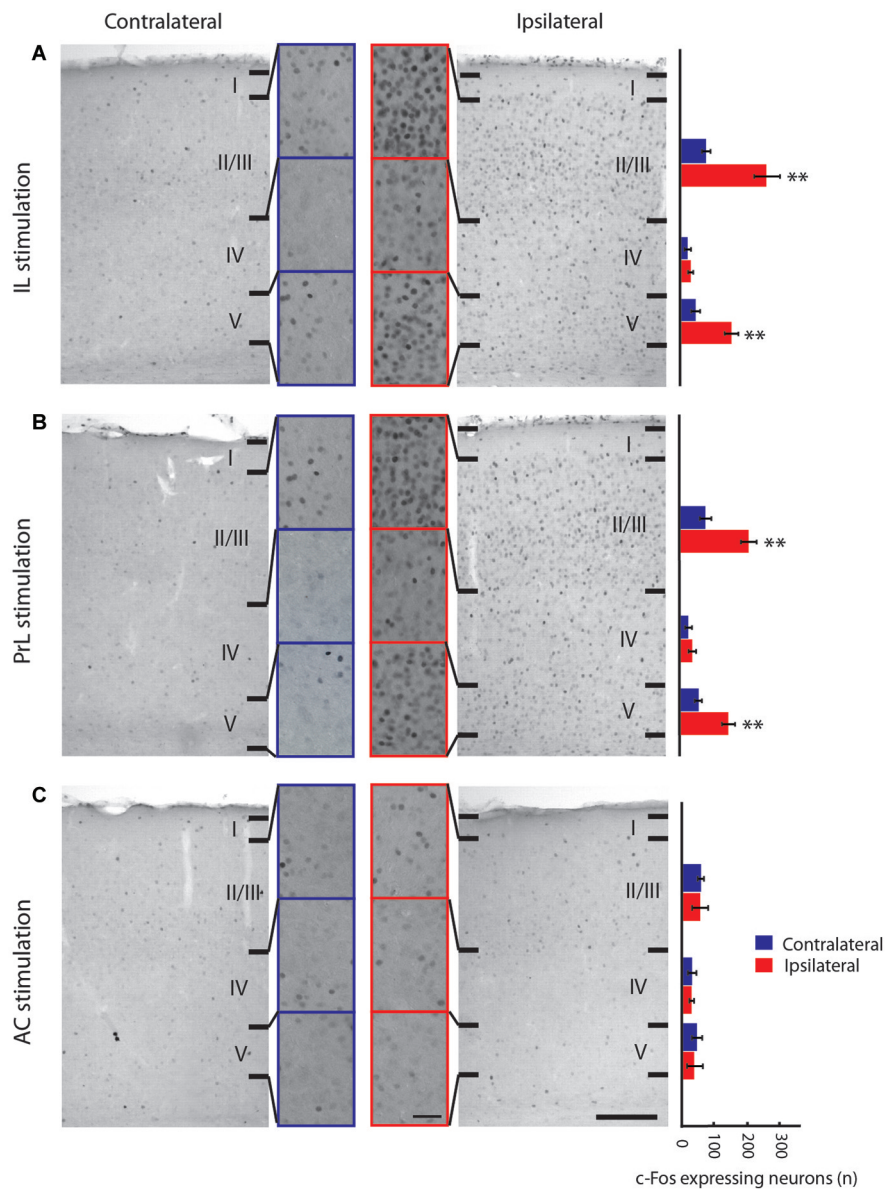 Contralateral
Ipsilateral
A
IL stimulation
I
II/III
IV
V
I
II/III
IV
V
**
**
B
PrL stimulation
I
II/III
IV
V
I
II/III
IV
V
**
**
C
AC stimulation
I
II/III
IV
V
I
II/III
IV
V
Contralateral
Ipsilateral
0
100
200
300
c-Fos expressing neurons (n)